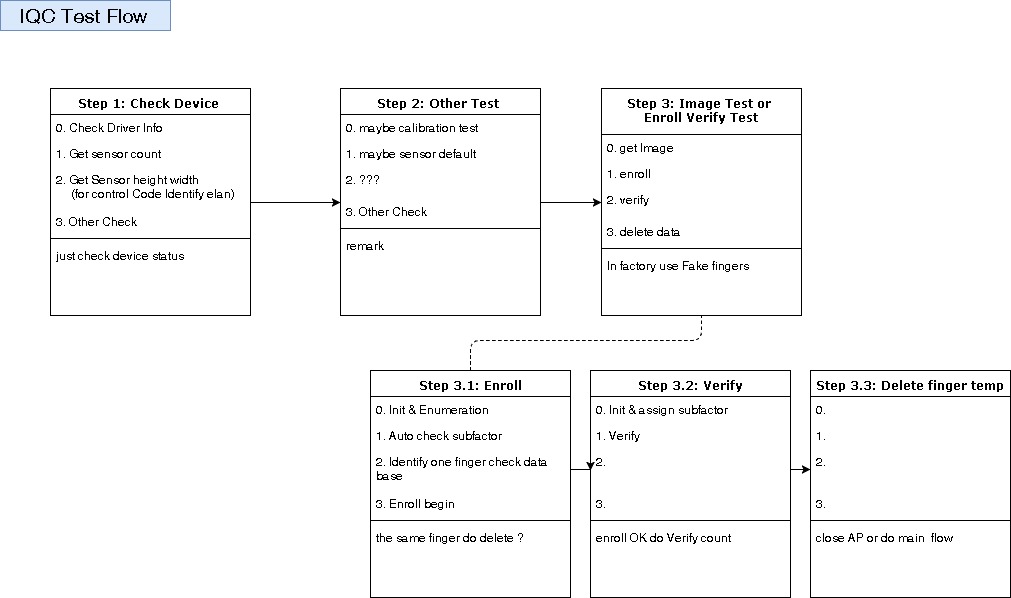 IQC Test Flow
Step 1: Check Device
0. Check Driver Info
1. Get sensor count
2. Get Sensor height width
(for control Code Identify elan)
3. Other Check
just check device status
Step 2: Other Test
0. maybe calibration test
1. maybe sensor default
2. ???
3. Other Check
remark
Step 3: Image Test or
Enroll Verify Test
0. get Image
1. enroll
2. verify
3. delete data
In factory use Fake fingers
Step 3.1: Enroll
0. Init & Enumeration
1. Auto check subfactor
2. Identify one finger check data
base
3. Enroll begin
the same finger do delete ?
Step 3.2: Verify
0. Init & assign subfactor
1. Verify
2.
3.
enroll OK do Verify count
Step 3.3: Delete finger temp
0.
1.
2.
3.
close AP or do main flow